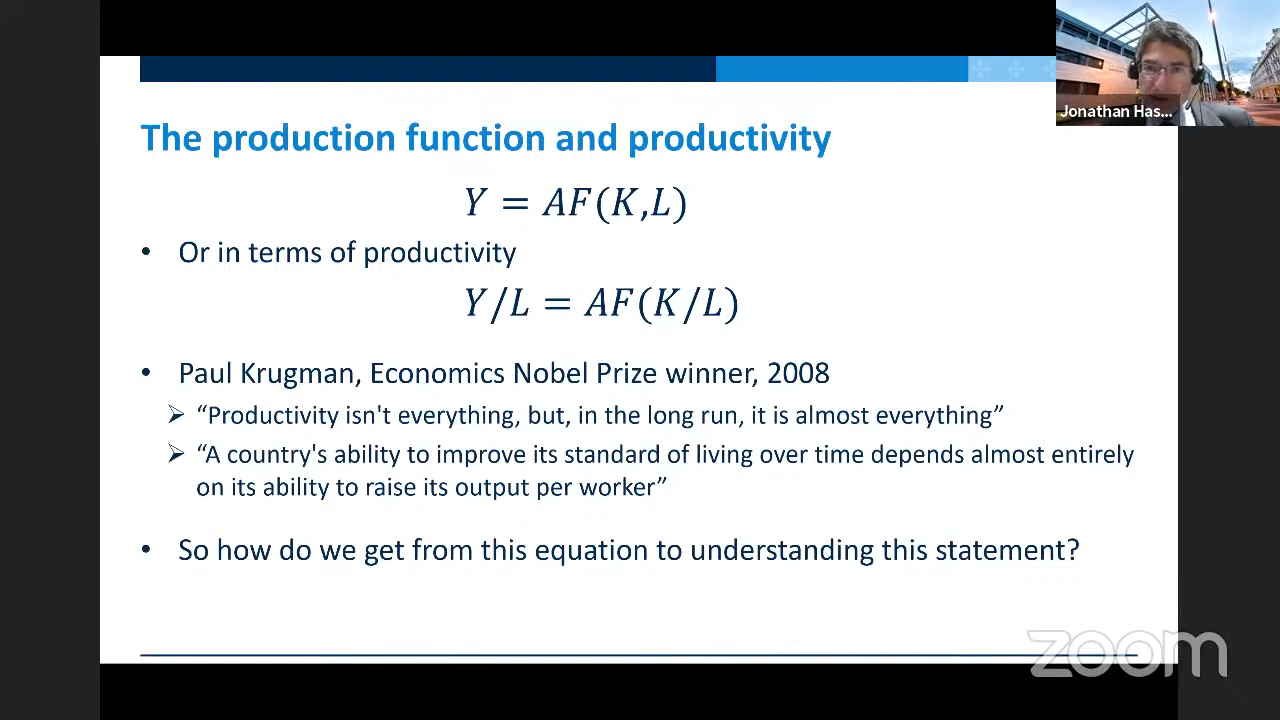 Jonathan Has...
The production function and productivity
Y = AF(K,L)
• Or in terms of productivity
Y/L = AF(K/L)
• Paul Krugman, Economics Nobel Prize winner, 2008
➢ “Productivity isn't everything, but, in the long run, it is almost everything”
➢ “A country's ability to improve its standard of living over time depends almost entirely
on its ability to raise its output per worker”
• So how do we get from this equation to understanding this statement?
zoom